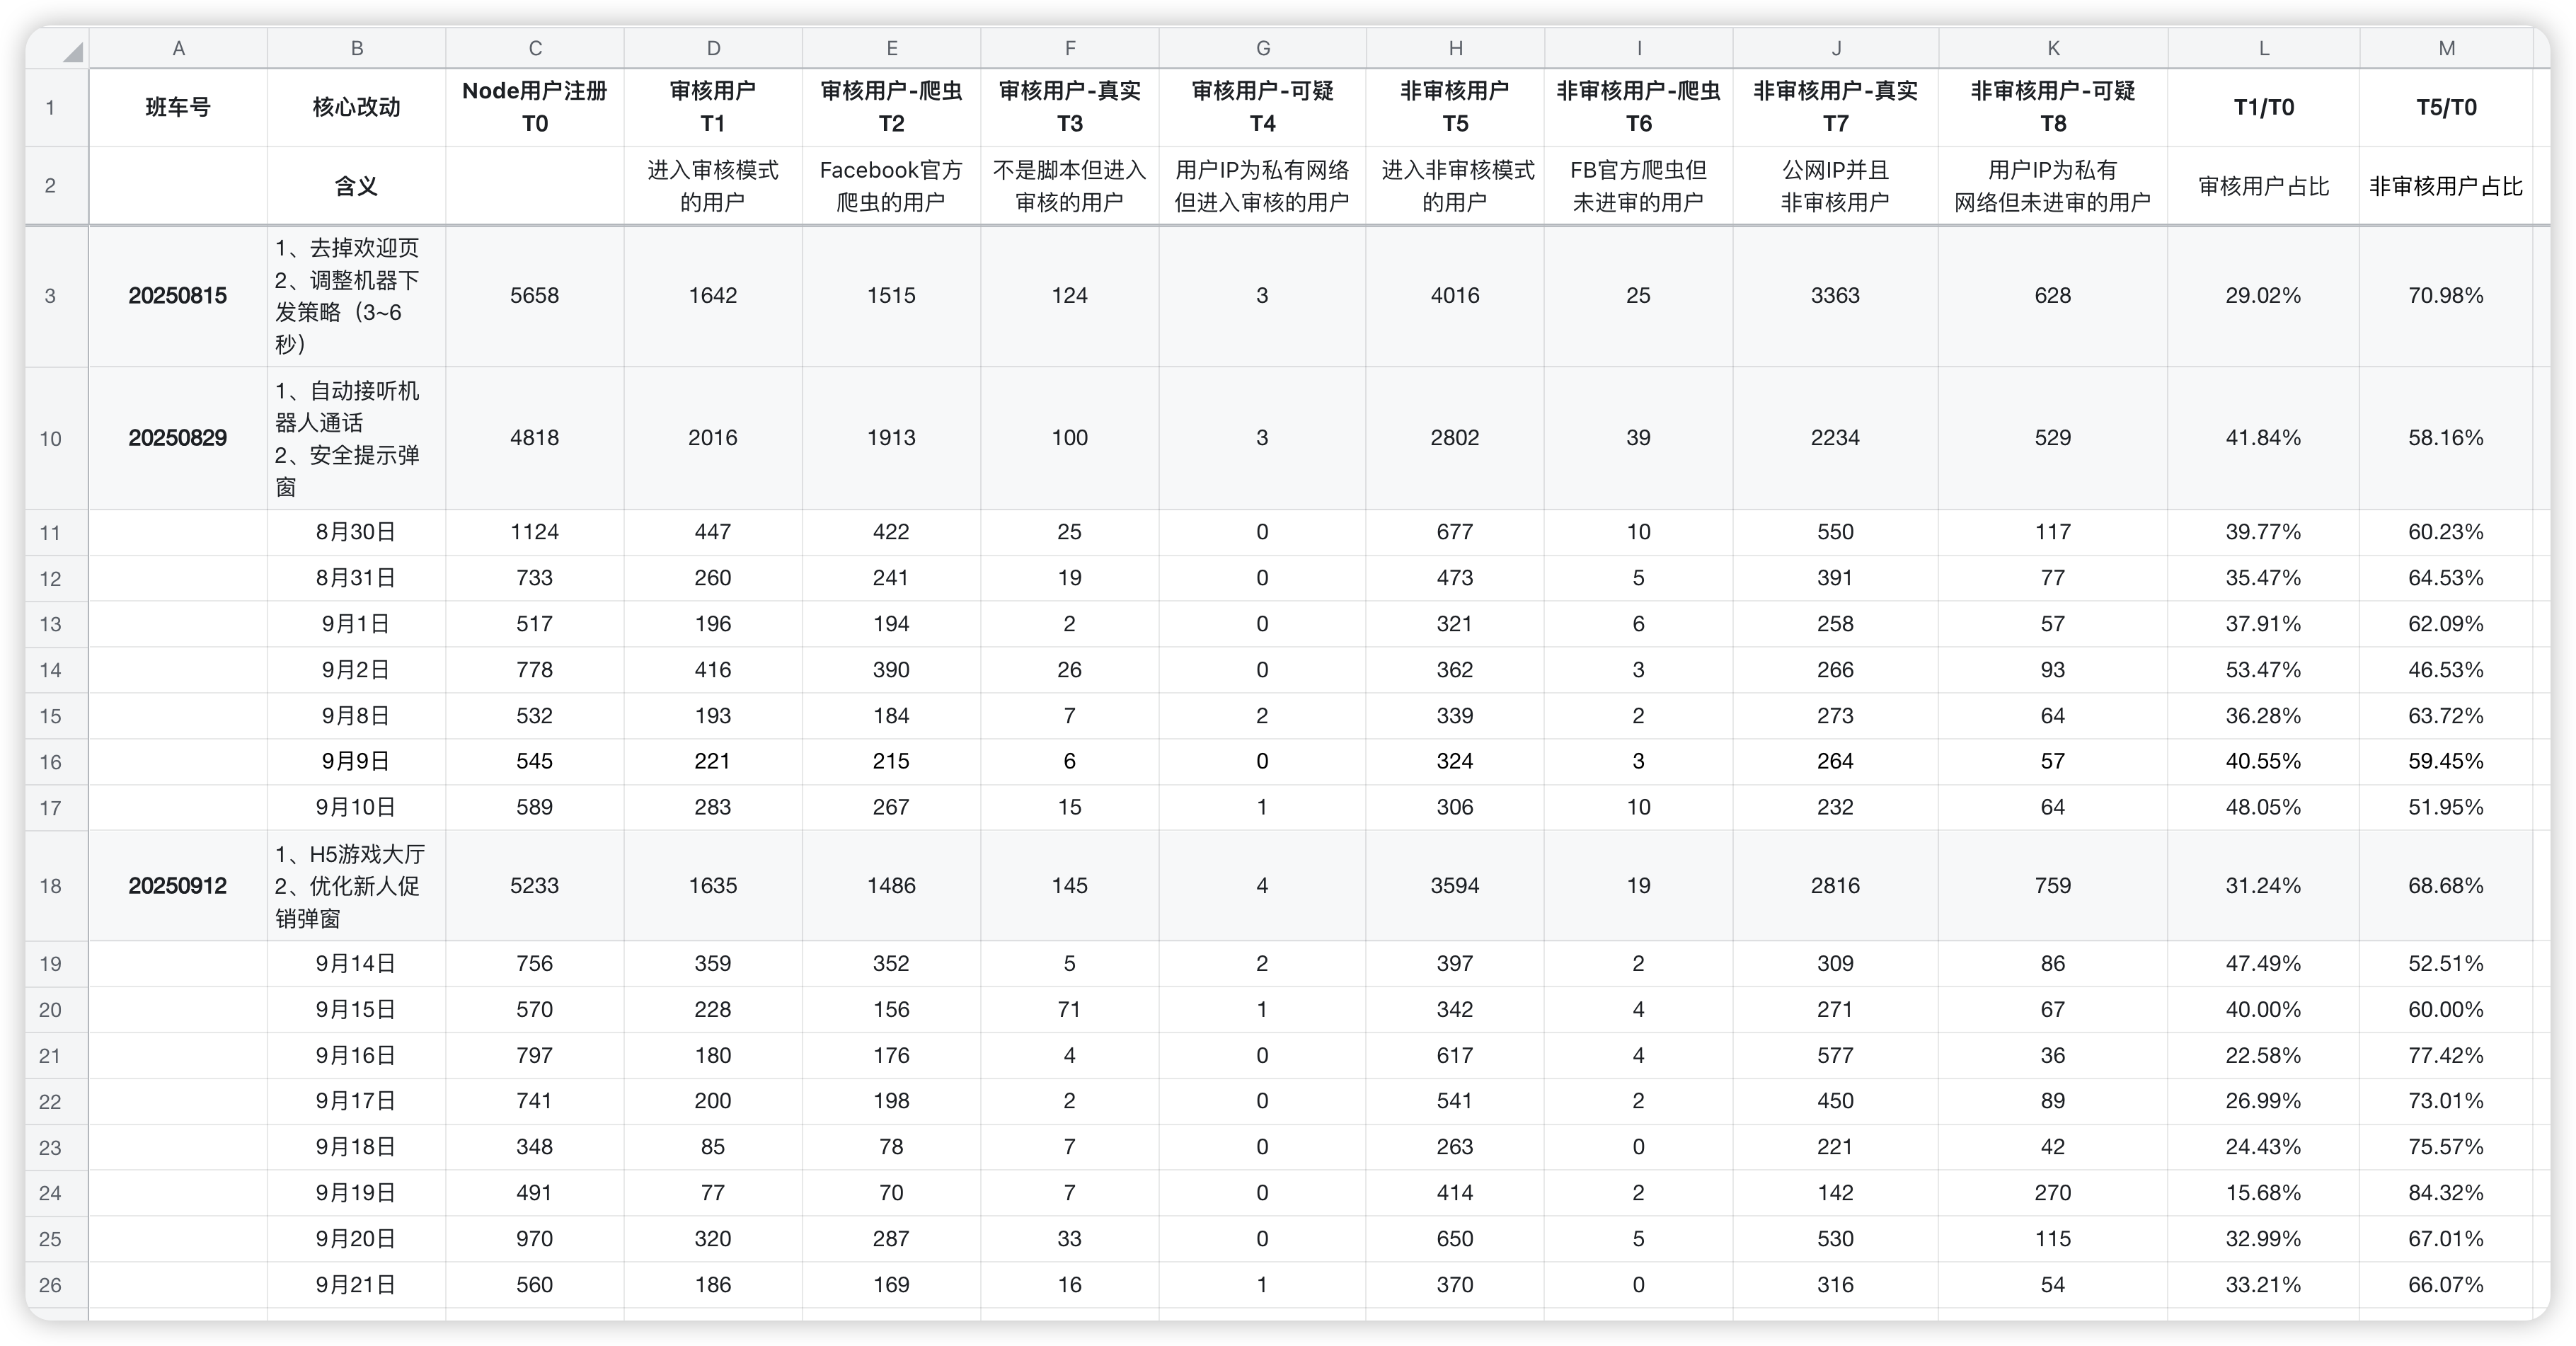 A B C D E F G H I J K L M
1 班车号 核心改动 Node用户注册 T0 审核用户 T1 审核用户-爬虫 T2 审核用户-真实 T3 审核用户-可疑 T4 非审核用户 T5 非审核用户-爬虫 T6 非审核用户-真实 T7 非审核用户-可疑 T8 T1/T0 T5/T0
2 含义 进入审核模式的用户 Facebook官方爬虫的用户 不是脚本但进入审核的用户 用户IP为私有网络但进入审核的用户 进入非审核模式的用户 FB官方爬虫但未进审的用户 公网IP并且非审核用户 用户IP为私有网络但未进审的用户 审核用户占比 非审核用户占比
3 20250815 1、去掉欢迎页 2、调整机器下发策略（3~6秒） 5658 1642 1515 124 3 4016 25 3363 628 29.02% 70.98%
10 20250829 1、自动接听机器人通话 2、安全提示弹窗 4818 2016 1913 100 3 2802 39 2234 529 41.84% 58.16%
11 8月30日 1124 447 422 25 0 677 10 550 117 39.77% 60.23%
12 8月31日 733 260 241 19 0 473 5 391 77 35.47% 64.53%
13 9月1日 517 196 194 2 0 321 6 258 57 37.91% 62.09%
14 9月2日 778 416 390 26 0 362 3 266 93 53.47% 46.53%
15 9月8日 532 193 184 7 2 339 2 273 64 36.28% 63.72%
16 9月9日 545 221 215 6 0 324 3 264 57 40.55% 59.45%
17 9月10日 589 283 267 15 1 306 10 232 64 48.05% 51.95%
18 20250912 1、H5游戏大厅 2、优化新人促销弹窗 5233 1635 1486 145 4 3594 19 2816 759 31.24% 68.68%
19 9月14日 756 359 352 5 2 397 2 309 86 47.49% 52.51%
20 9月15日 570 228 156 71 1 342 4 271 67 40.00% 60.00%
21 9月16日 797 180 176 4 0 617 4 577 36 22.58% 77.42%
22 9月17日 741 200 198 2 0 541 2 450 89 26.99% 73.01%
23 9月18日 348 85 78 7 0 263 0 221 42 24.43% 75.57%
24 9月19日 491 77 70 7 0 414 2 142 270 15.68% 84.32%
25 9月20日 970 320 287 33 0 650 5 530 115 32.99% 67.01%
26 9月21日 560 186 169 16 1 370 0 316 54 33.21% 66.07%